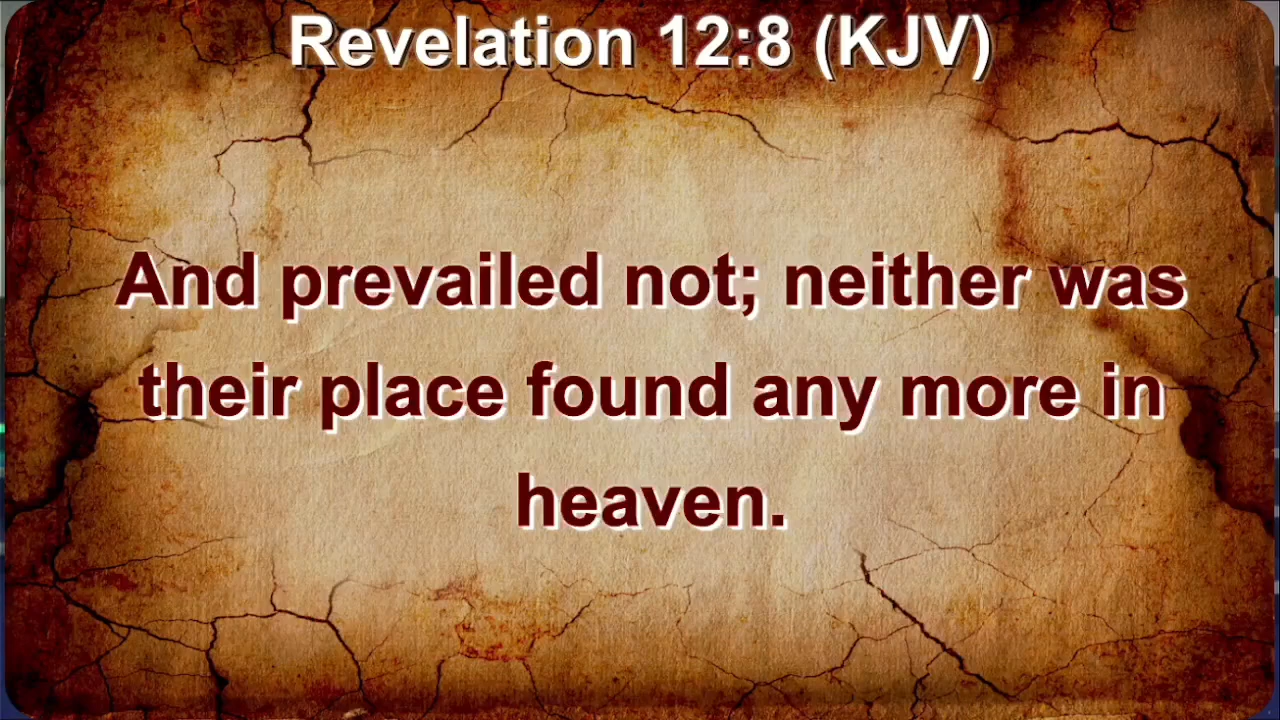 Revelation 12:8 (KJV)
And prevailed not; neither was
their place found any more in
heaven.